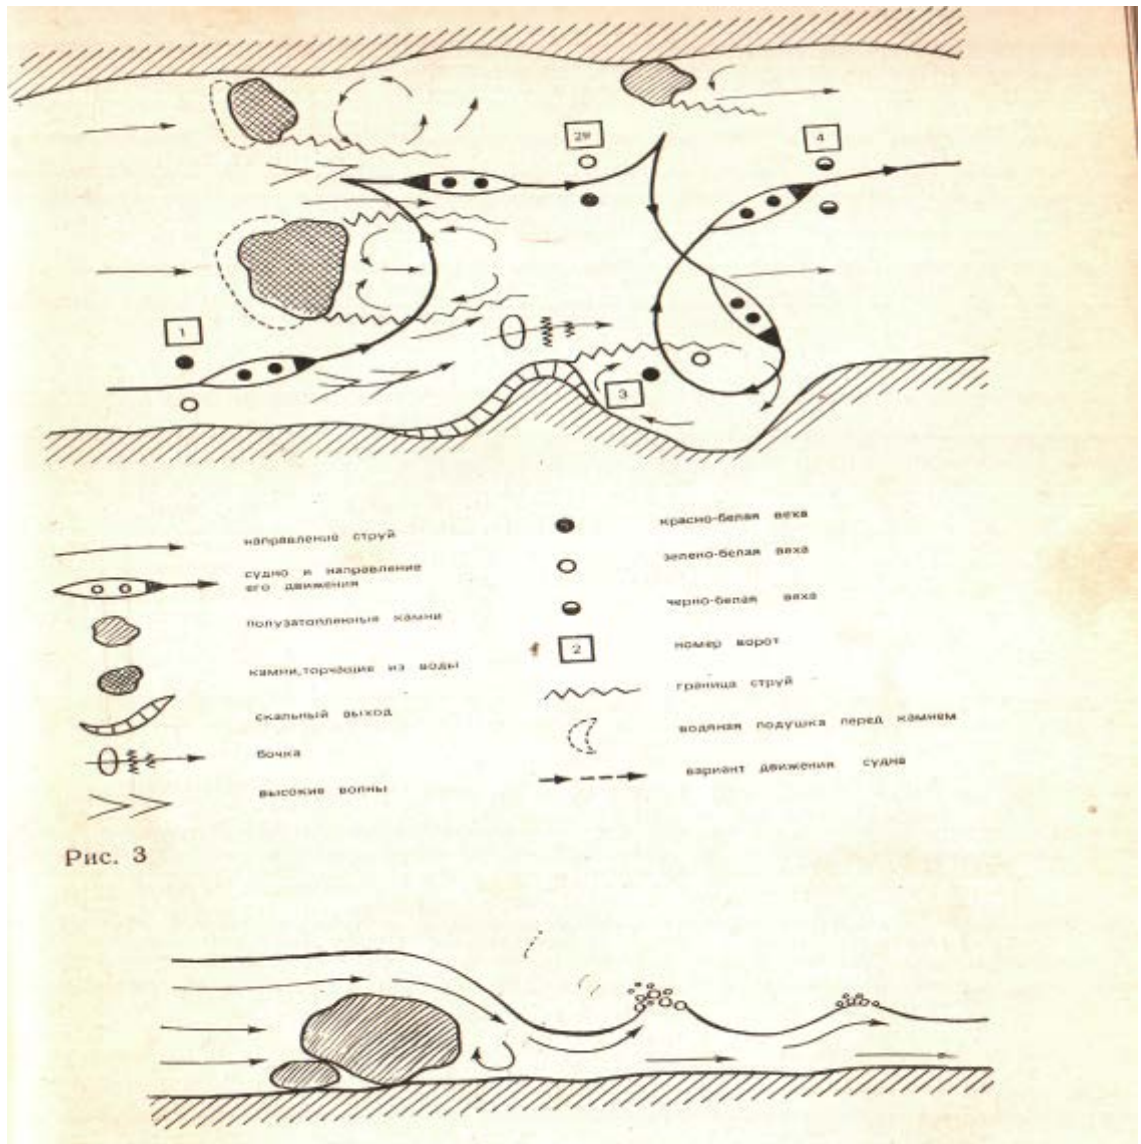 29
4
1
3
направление струй
судно и направление
его движения
полузатопленные камни
камни,торчащие из воды
скальный выход
бочка
высокие волны
красно-белая веха
зелено-белая веха
черно-белая веха
2
номер ворот
граница струй
водяная подушка перед камнем
вариант движения судна
Рис. 3